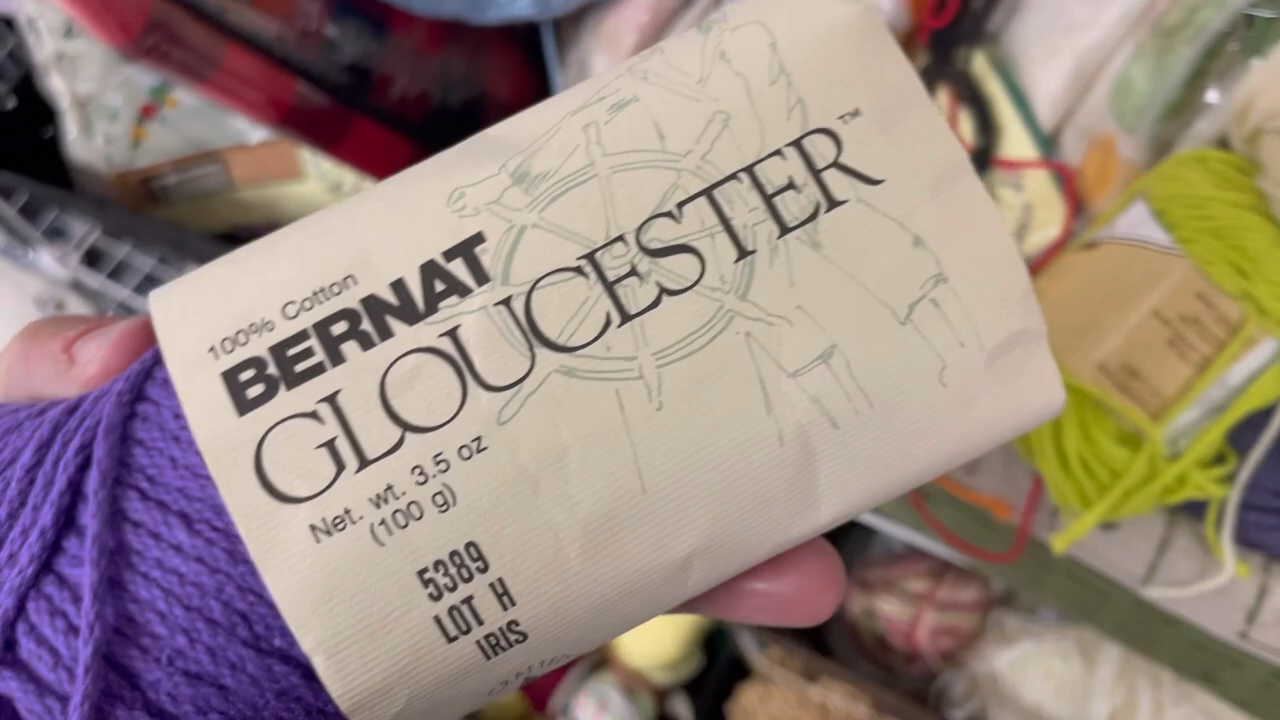 100% Cotton
BERNAT
GLOUCESTER™
Net. wt. 3.5 oz
(100 g)
5389
LOT H
IRIS